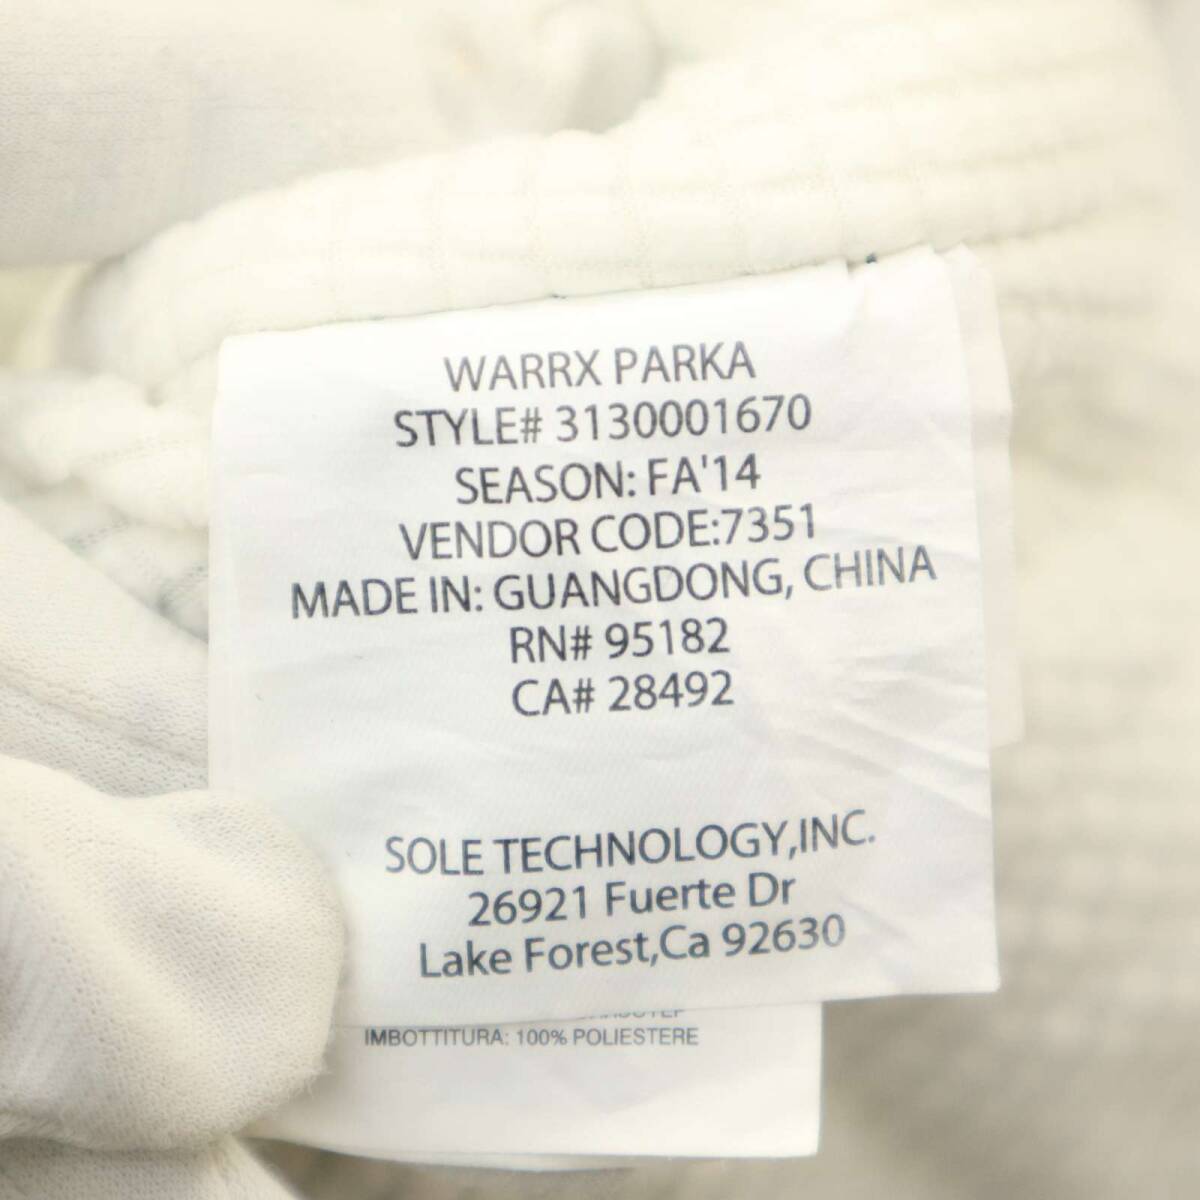 WARRX PARKA
STYLE# 3130001670
SEASON: FA'14
VENDOR CODE:7351
MADE IN: GUANGDONG, CHINA
RN# 95182
CA# 28492
SOLE TECHNOLOGY,INC.
26921 Fuerte Dr
Lake Forest,Ca 92630
IMBOTTITURA: 100% POLIESTERE